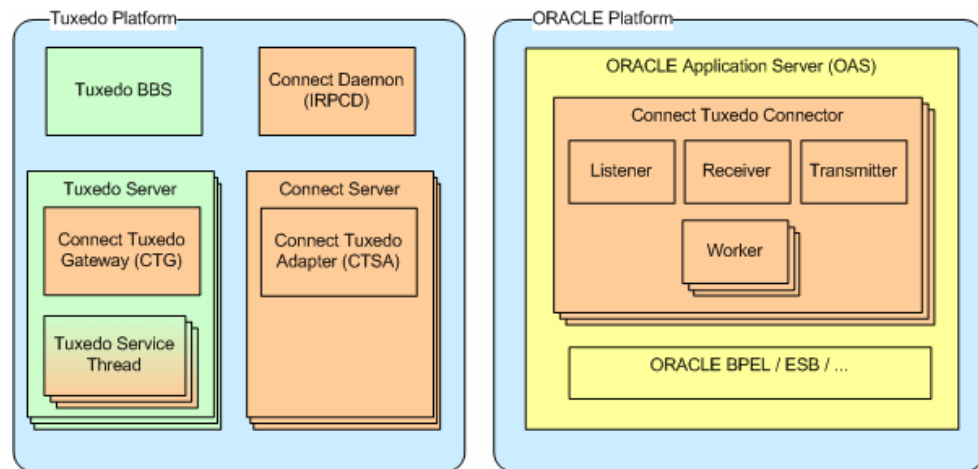 Tuxedo Platform
Tuxedo BBS
Connect Daemon
(IRPCD)
Tuxedo Server
Connect Tuxedo
Gateway (CTG)
Tuxedo Service
Thread
Connect Server
Connect Tuxedo
Adapter (CTSA)
ORACLE Platform
ORACLE Application Server (OAS)
Connect Tuxedo Connector
Listener
Receiver
Transmitter
Worker
ORACLE BPEL / ESB / ...